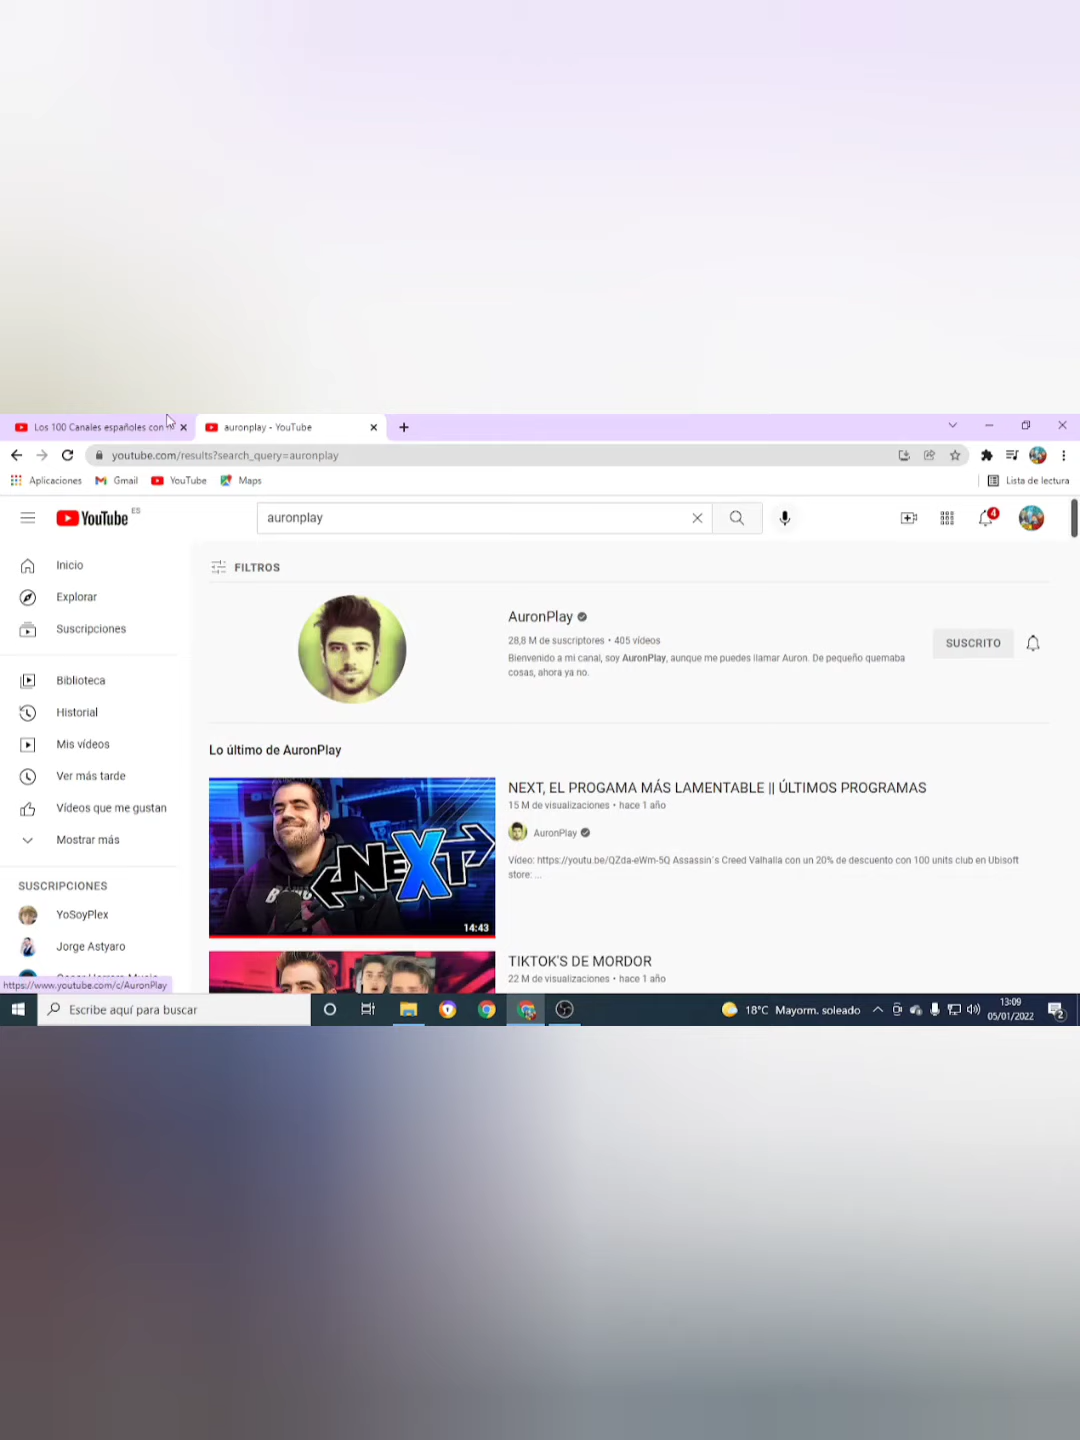 Los 100 Canales españoles con
auronplay - YouTube
youtube.com/results?search_query=auronplay
Aplicaciones
Gmail
YouTube
Maps
Lista de lectura
YouTube ES
auronplay
4
Inicio
Explorar
Suscripciones
Biblioteca
Historial
Mis vídeos
Ver más tarde
Vídeos que me gustan
Mostrar más
SUSCRIPCIONES
YoSoyPlex
Jorge Astyaro
https://www.youtube.com/c/AuronPlay
FILTROS
AuronPlay
28,8 M de suscriptores • 405 vídeos
Bienvenido a mi canal, soy AuronPlay, aunque me puedes llamar Auron. De pequeño quemaba
cosas, ahora ya no.
SUSCRITO
Lo último de AuronPlay
NEXT
14:43
NEXT, EL PROGAMA MÁS LAMENTABLE || ÚLTIMOS PROGRAMAS
15 M de visualizaciones • hace 1 año
AuronPlay
Vídeo: https://youtu.be/QZda-eWm-5Q Assassin's Creed Valhalla con un 20% de descuento con 100 units club en Ubisoft
store: ...
TIKTOK'S DE MORDOR
22 M de visualizaciones • hace 1 año
Escribe aquí para buscar
18°C Mayorm. soleado
13:09
05/01/2022
2